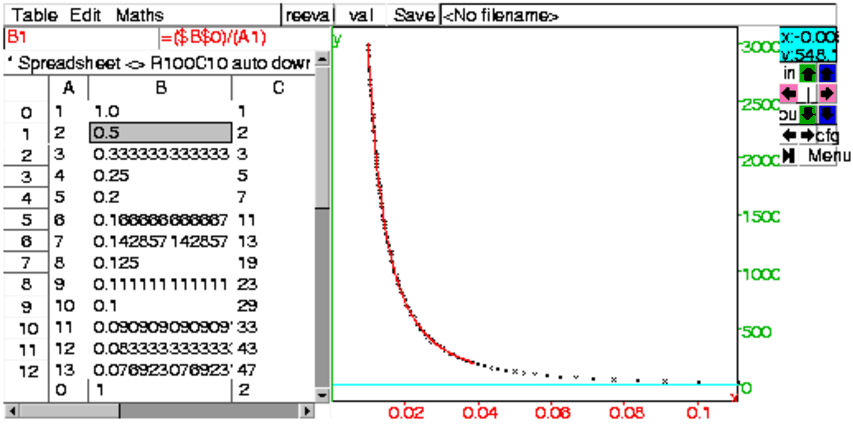 Table Edit Maths reeval val Save <No filename>
B1 =($B$0)/(A1)
* Spreadsheet <> R100C10 auto down
A B C
0 1 1.0 1
1 2 0.5 2
2 3 0.333333333333 3
3 4 0.25 5
4 5 0.2 7
5 6 0.166666666667 11
6 7 0.142857142857 13
7 8 0.125 19
8 9 0.111111111111 23
9 10 0.1 29
10 11 0.0909090909091 33
11 12 0.083333333333 43
12 13 0.076923076923 47
0 1 2
y
3000
2500
2000
1500
1000
500
0
0.02 0.04 0.06 0.08 0.1 x
x:-0.00
y:548.
in
ou
cfg
Menu